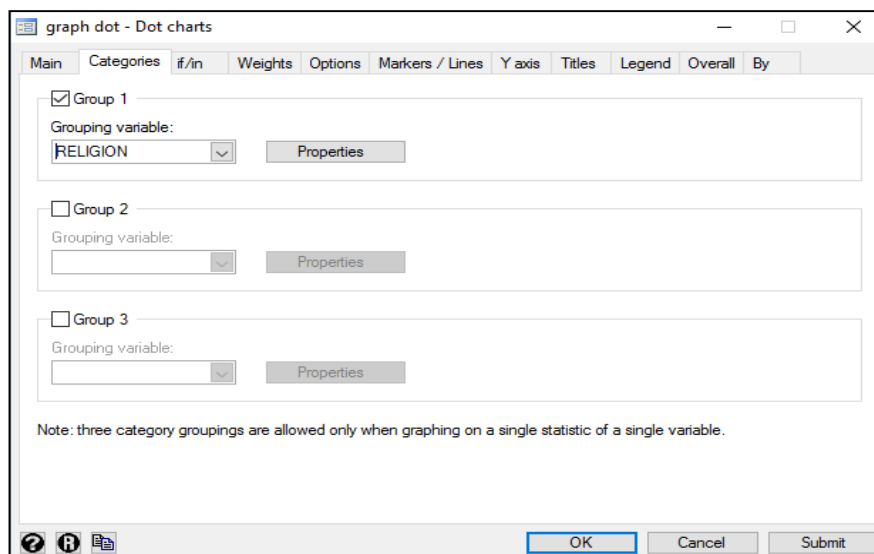 graph dot - Dot charts
Main Categories if/in Weights Options Markers / Lines Y axis Titles Legend Overall By
Group 1
Grouping variable:
RELIGION Properties
Group 2
Grouping variable:
Properties
Group 3
Grouping variable:
Properties
Note: three category groupings are allowed only when graphing on a single statistic of a single variable.
? R OK Cancel Submit